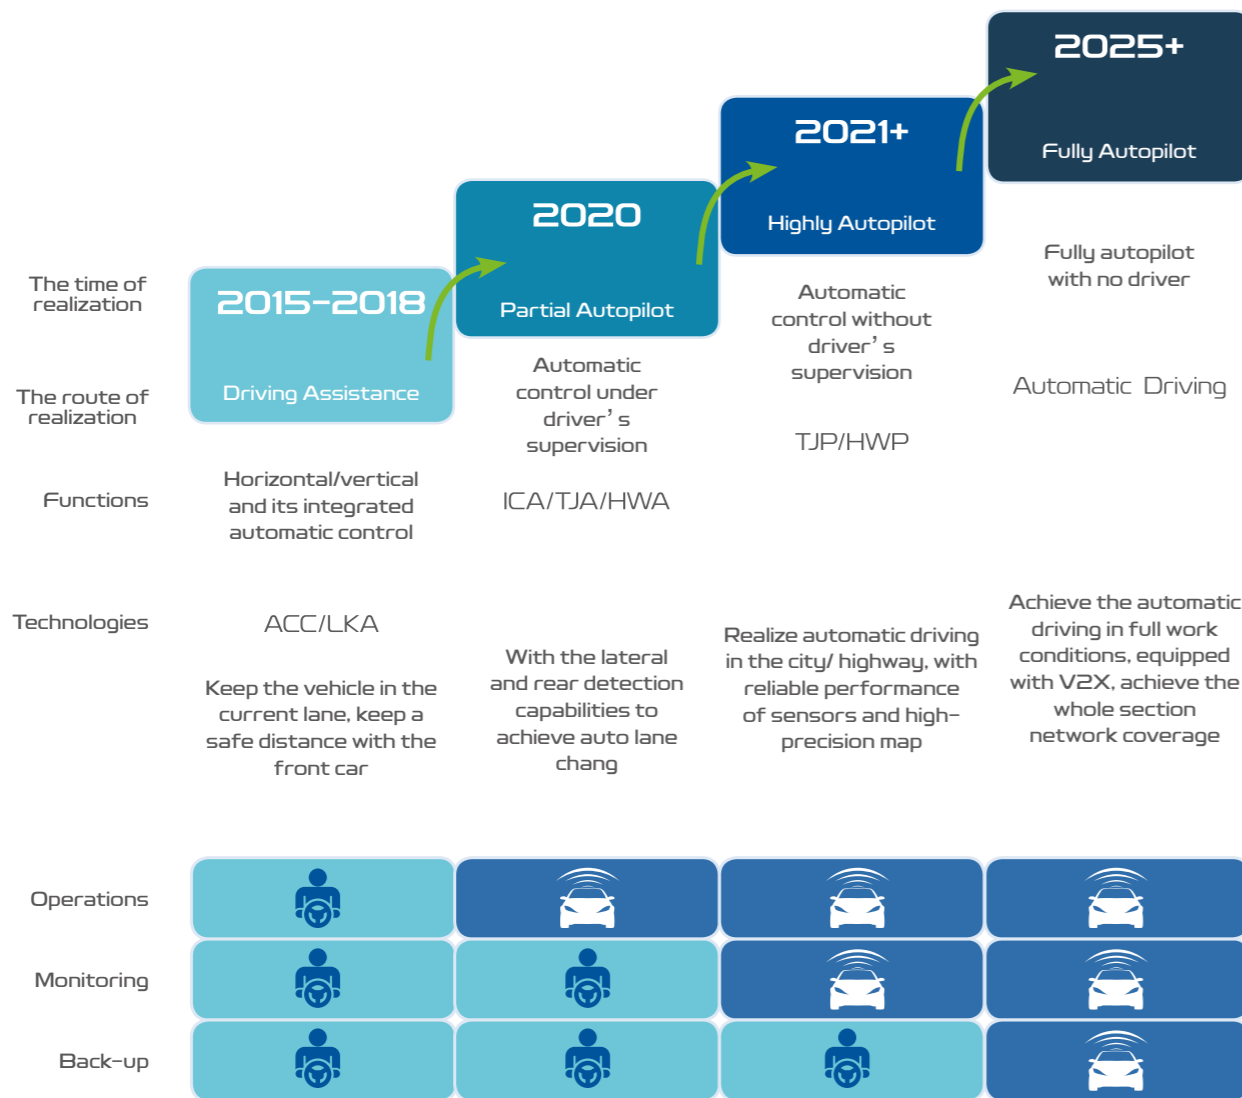 2025+
Fully Autopilot
2021+
Highly Autopilot
2020
Partial Autopilot
2015-2018
Driving Assistance
The time of
realization
The route of
realization
Functions
Technologies
Horizontal/vertical
and its integrated
automatic control
ACC/LKA
Keep the vehicle in the
current lane, keep a
safe distance with the
front car
Automatic
control under
driver’s
supervision
ICA/TJA/HWA
With the lateral
and rear detection
capabilities to
achieve auto lane
chang
Automatic
control without
driver’s
supervision
TJP/HWP
Realize automatic driving
in the city/ highway, with
reliable performance
of sensors and high-
precision map
Fully autopilot
with no driver
Automatic Driving
Achieve the automatic
driving in full work
conditions, equipped
with V2X, achieve the
whole section
network coverage
Operations
Monitoring
Back-up